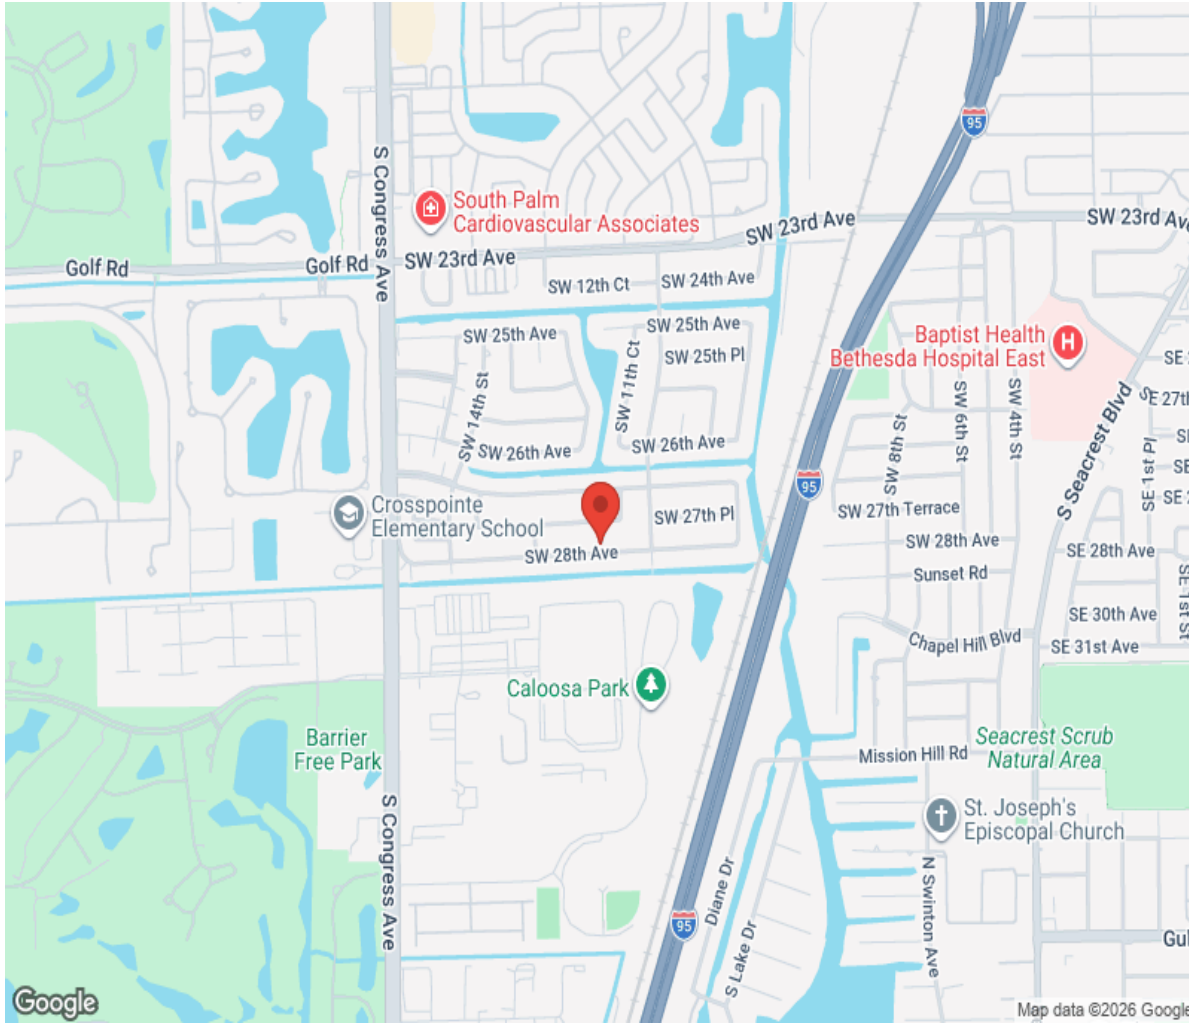 95
S Congress Ave
South Palm
Cardiovascular Associates
SW 23rd Ave
SW 23rd Ave
Golf Rd
Golf Rd
SW 23rd Ave
SW 12th Ct
SW 24th Ave
SW 25th Ave
SW 25th Ave
SW 25th Pl
Baptist Health
Bethesda Hospital East
H
SW 11th Ct
SW 14th St
SW 6th St
SW 4th St
SE
SE 27th
S Seacrest Blvd
S
SW 26th Ave
SW 26th Ave
SW 8th St
SE 1st Pl
SE
95
Crosspointe
Elementary School
SW 27th Pl
SW 27th Terrace
SW 28th Ave
SW 28th Ave
SE 28th Ave
Sunset Rd
SE 1st St
SE 30th Ave
Chapel Hill Blvd
SE 31st Ave
Caloosa Park
Barrier
Free Park
Seacrest Scrub
Natural Area
Mission Hill Rd
S Congress Ave
St. Joseph's
Episcopal Church
Diane Dr
N Swinton Ave
95
S Lake Dr
Gul
Google
Map data ©2026 Google